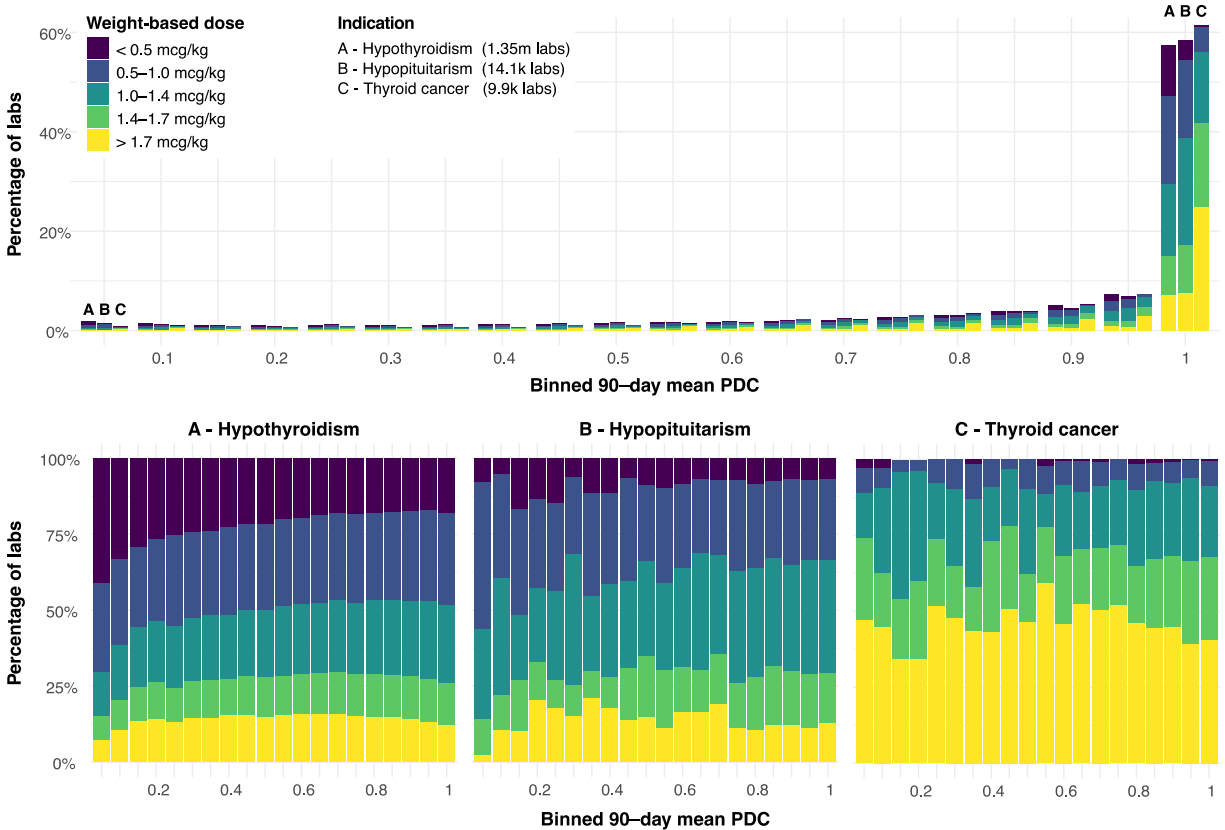 Weight-based dose
< 0.5 mcg/kg
0.5–1.0 mcg/kg
1.0–1.4 mcg/kg
1.4–1.7 mcg/kg
> 1.7 mcg/kg
Indication
A - Hypothyroidism (1.35m labs)
B - Hypopituitarism (14.1k labs)
C - Thyroid cancer (9.9k labs)
A B C
A B C
Percentage of labs
60%
40%
20%
0%
0.1 0.2 0.3 0.4 0.5 0.6 0.7 0.8 0.9 1
Binned 90–day mean PDC
A - Hypothyroidism
B - Hypopituitarism
C - Thyroid cancer
Percentage of labs
100%
75%
50%
25%
0%
0.2 0.4 0.6 0.8 1
0.2 0.4 0.6 0.8 1
0.2 0.4 0.6 0.8 1
Binned 90–day mean PDC